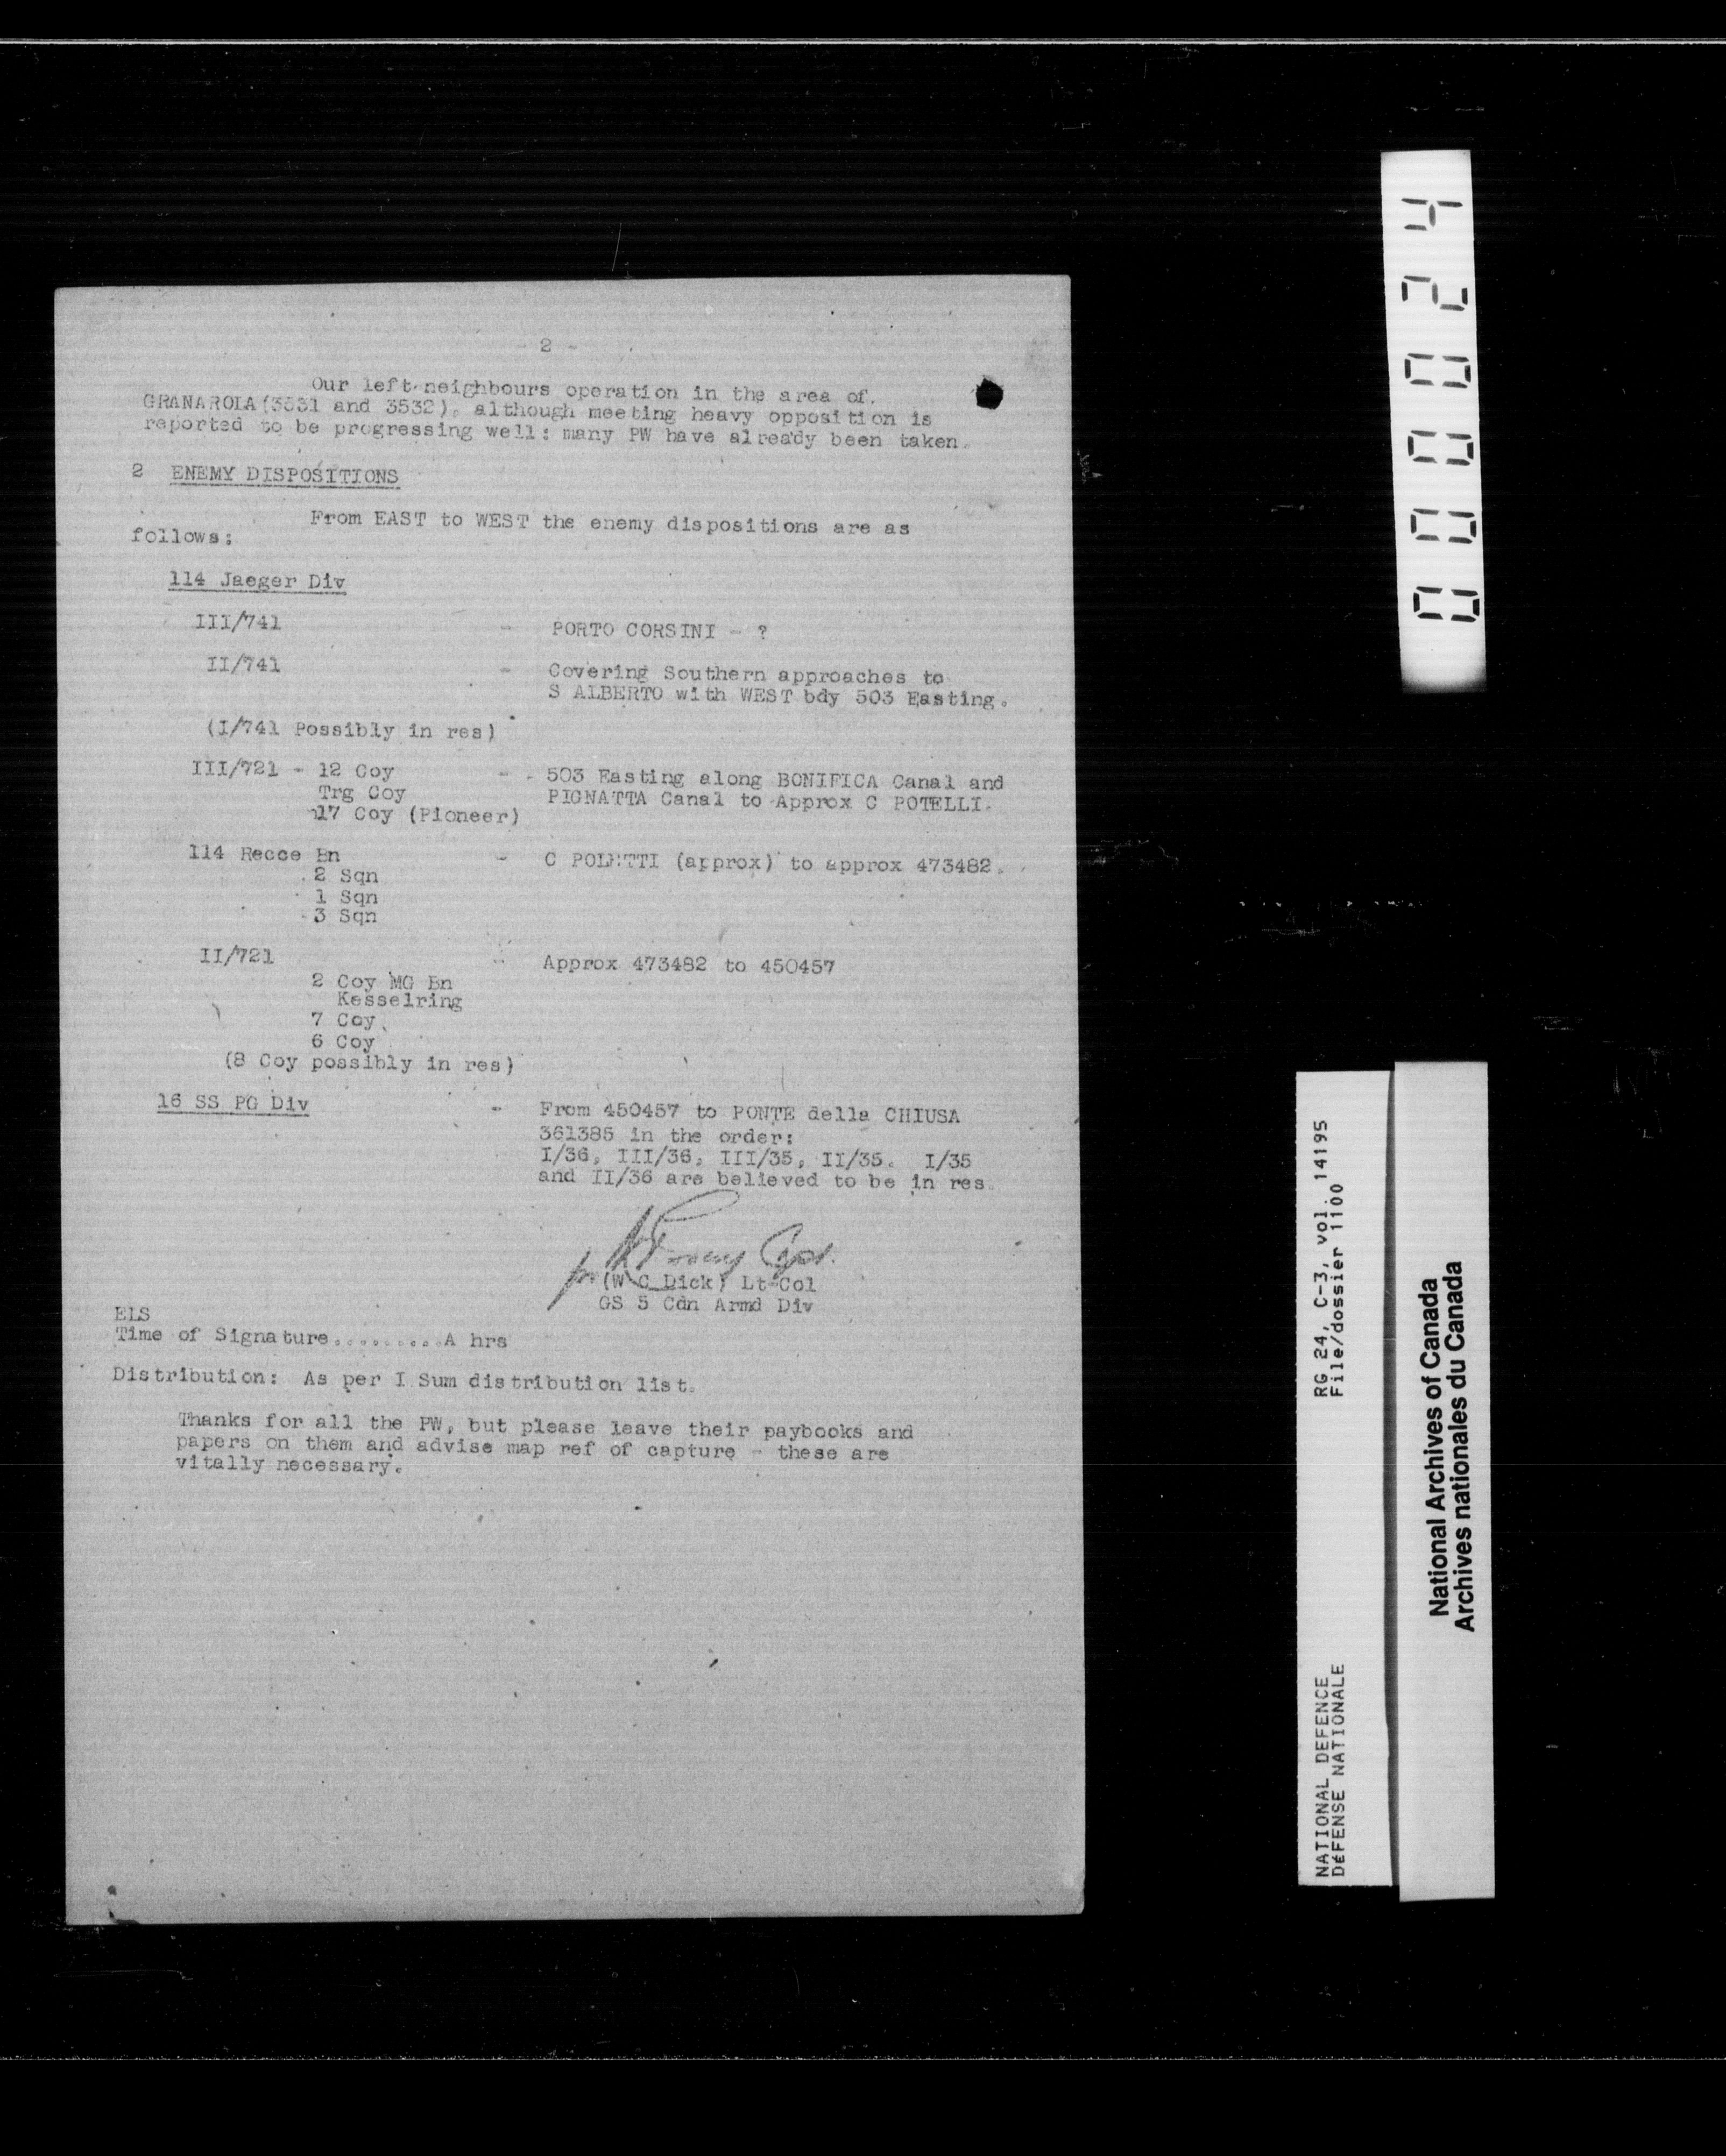 - 2 -
Our left neighbours operation in the area of
GRANAROLA(3531 and 3532), although meeting heavy opposition is
reported to be progressing well: many PW have already been taken.
2 ENEMY DISPOSITIONS
From EAST to WEST the enemy dispositions are as
follows:
114 Jaeger Div
III/741 - PORTO CORSINI - ?
II/741 - Covering Southern approaches to
S ALBERTO with WEST bdy 503 Easting.
(I/741 Possibly in res)
III/721 - 12 Coy - 503 Easting along BONIFICA Canal and
Trg Coy PIGNATTA Canal to Approx C POTELLI.
17 Coy (Pioneer)
114 Recce Bn - C POLETTI (approx) to approx 473482.
2 Sqn
1 Sqn
3 Sqn
II/721 - Approx 473482 to 450457
2 Coy MG Bn
Kesselring
7 Coy
6 Coy
(8 Coy possibly in res)
16 SS PG Div - From 450457 to PONTE della CHIUSA
361385 in the order:
I/36, III/36, III/35, II/35. I/35
and II/36 are believed to be in res.
Capt.
(W C Dick) Lt-Col
GS 5 Cdn Armd Div
ELS
Time of Signature.........A hrs
Distribution: As per I Sum distribution list.
Thanks for all the PW, but please leave their paybooks and
papers on them and advise map ref of capture - these are
vitally necessary.
000024
RG 24, C-3, vol. 14195
File/dossier 1100
NATIONAL DEFENCE
DÉFENSE NATIONALE
National Archives of Canada
Archives nationales du Canada